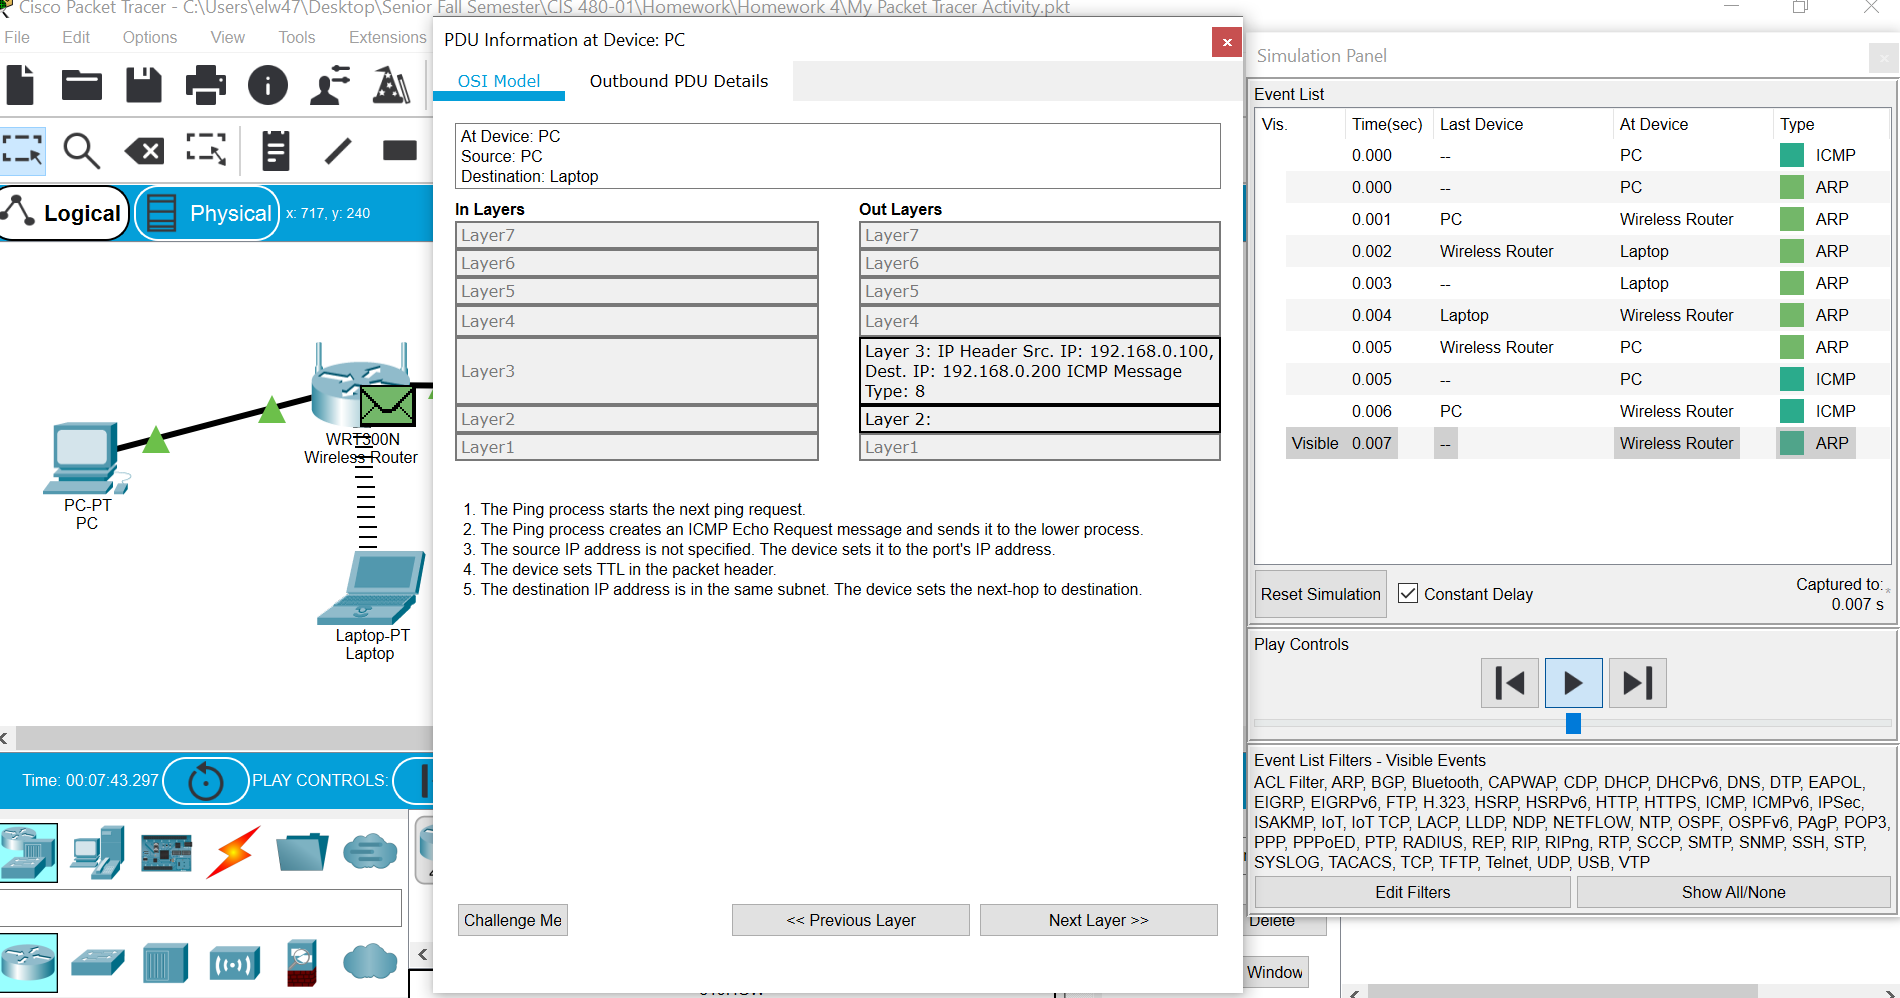 Cisco Packet Tracer - C:\Users\elw47\Desktop\Senior Fall Semester\CIS 480-01\Homework\Homework 4\My Packet Tracer Activity.pkt
File Edit Options View Tools Extensions
Logical Physical x: 717, y: 240
WRT300N
Wireless Router
PC-PT
PC
Laptop-PT
Laptop
Time: 00:07:43.297 PLAY CONTROLS:
PDU Information at Device: PC
OSI Model Outbound PDU Details
At Device: PC
Source: PC
Destination: Laptop
In Layers
Layer7
Layer6
Layer5
Layer4
Layer3
Layer2
Layer1
Out Layers
Layer7
Layer6
Layer5
Layer4
Layer 3: IP Header Src. IP: 192.168.0.100,
Dest. IP: 192.168.0.200 ICMP Message
Type: 8
Layer 2:
Layer1
1. The Ping process starts the next ping request.
2. The Ping process creates an ICMP Echo Request message and sends it to the lower process.
3. The source IP address is not specified. The device sets it to the port's IP address.
4. The device sets TTL in the packet header.
5. The destination IP address is in the same subnet. The device sets the next-hop to destination.
Challenge Me << Previous Layer Next Layer >>
Simulation Panel
Event List
Vis. Time(sec) Last Device At Device Type
0.000 -- PC ICMP
0.000 -- PC ARP
0.001 PC Wireless Router ARP
0.002 Wireless Router Laptop ARP
0.003 -- Laptop ARP
0.004 Laptop Wireless Router ARP
0.005 Wireless Router PC ARP
0.005 -- PC ICMP
0.006 PC Wireless Router ICMP
Visible 0.007 -- Wireless Router ARP
Reset Simulation Constant Delay Captured to:
0.007 s
Play Controls
Event List Filters - Visible Events
ACL Filter, ARP, BGP, Bluetooth, CAPWAP, CDP, DHCP, DHCPv6, DNS, DTP, EAPOL,
EIGRP, EIGRPv6, FTP, H.323, HSRP, HSRPv6, HTTP, HTTPS, ICMP, ICMPv6, IPSec,
ISAKMP, IoT, IoT TCP, LACP, LLDP, NDP, NETFLOW, NTP, OSPF, OSPFv6, PAgP, POP3,
PPP, PPPoED, PTP, RADIUS, REP, RIP, RIPng, RTP, SCCP, SMTP, SNMP, SSH, STP,
SYSLOG, TACACS, TCP, TFTP, Telnet, UDP, USB, VTP
Edit Filters Show All/None
Delete
Window